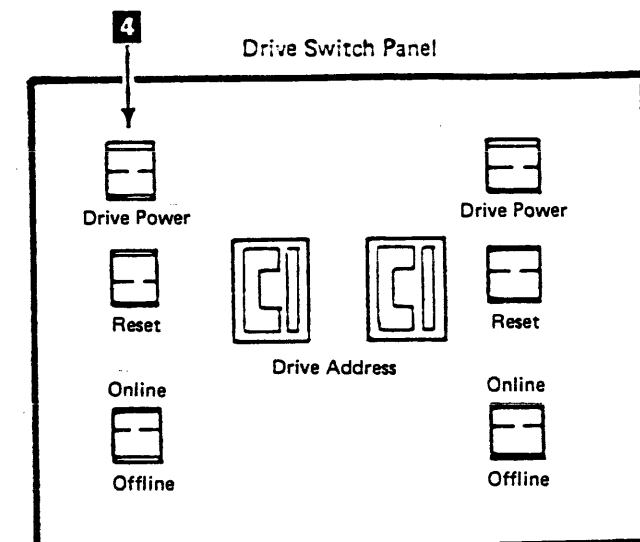 4
Drive Switch Panel
Drive Power
Drive Power
Reset
Reset
Drive Address
Online
Online
Offline
Offline